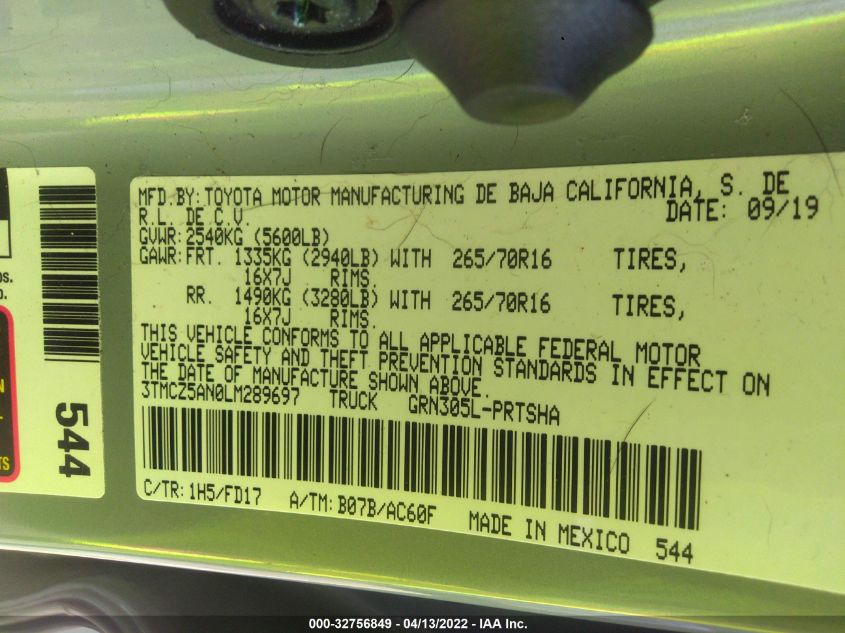 MFD.BY: TOYOTA MOTOR MANUFACTURING DE BAJA CALIFORNIA, S. DE
R.L. DE C.V. DATE: 09/19
GVWR: 2540KG (5600LB)
GAWR: FRT. 1335KG (2940LB) WITH 265/70R16 TIRES,
16X7J RIMS.
RR. 1490KG (3280LB) WITH 265/70R16 TIRES,
16X7J RIMS.
THIS VEHICLE CONFORMS TO ALL APPLICABLE FEDERAL MOTOR
VEHICLE SAFETY AND THEFT PREVENTION STANDARDS IN EFFECT ON
THE DATE OF MANUFACTURE SHOWN ABOVE.
3TMCZ5AN0LM289697 TRUCK GRN305L-PRTSHA
C/TR: 1H5/FD17 A/TM: B07B/AC60F MADE IN MEXICO 544
544
000-32756849 - 04/13/2022 - IAA Inc.